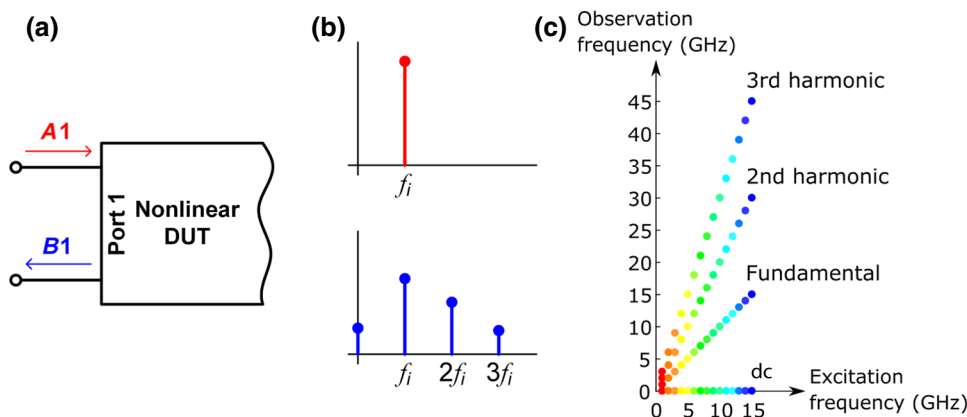 (a)
A1
Port 1
Nonlinear
DUT
B1
(b)
fi
fi
2fi
3fi
(c)
Observation
frequency (GHz)
3rd harmonic
2nd harmonic
Fundamental
dc
45
40
35
30
25
20
15
10
5
0
0 5 10 15
Excitation
frequency (GHz)